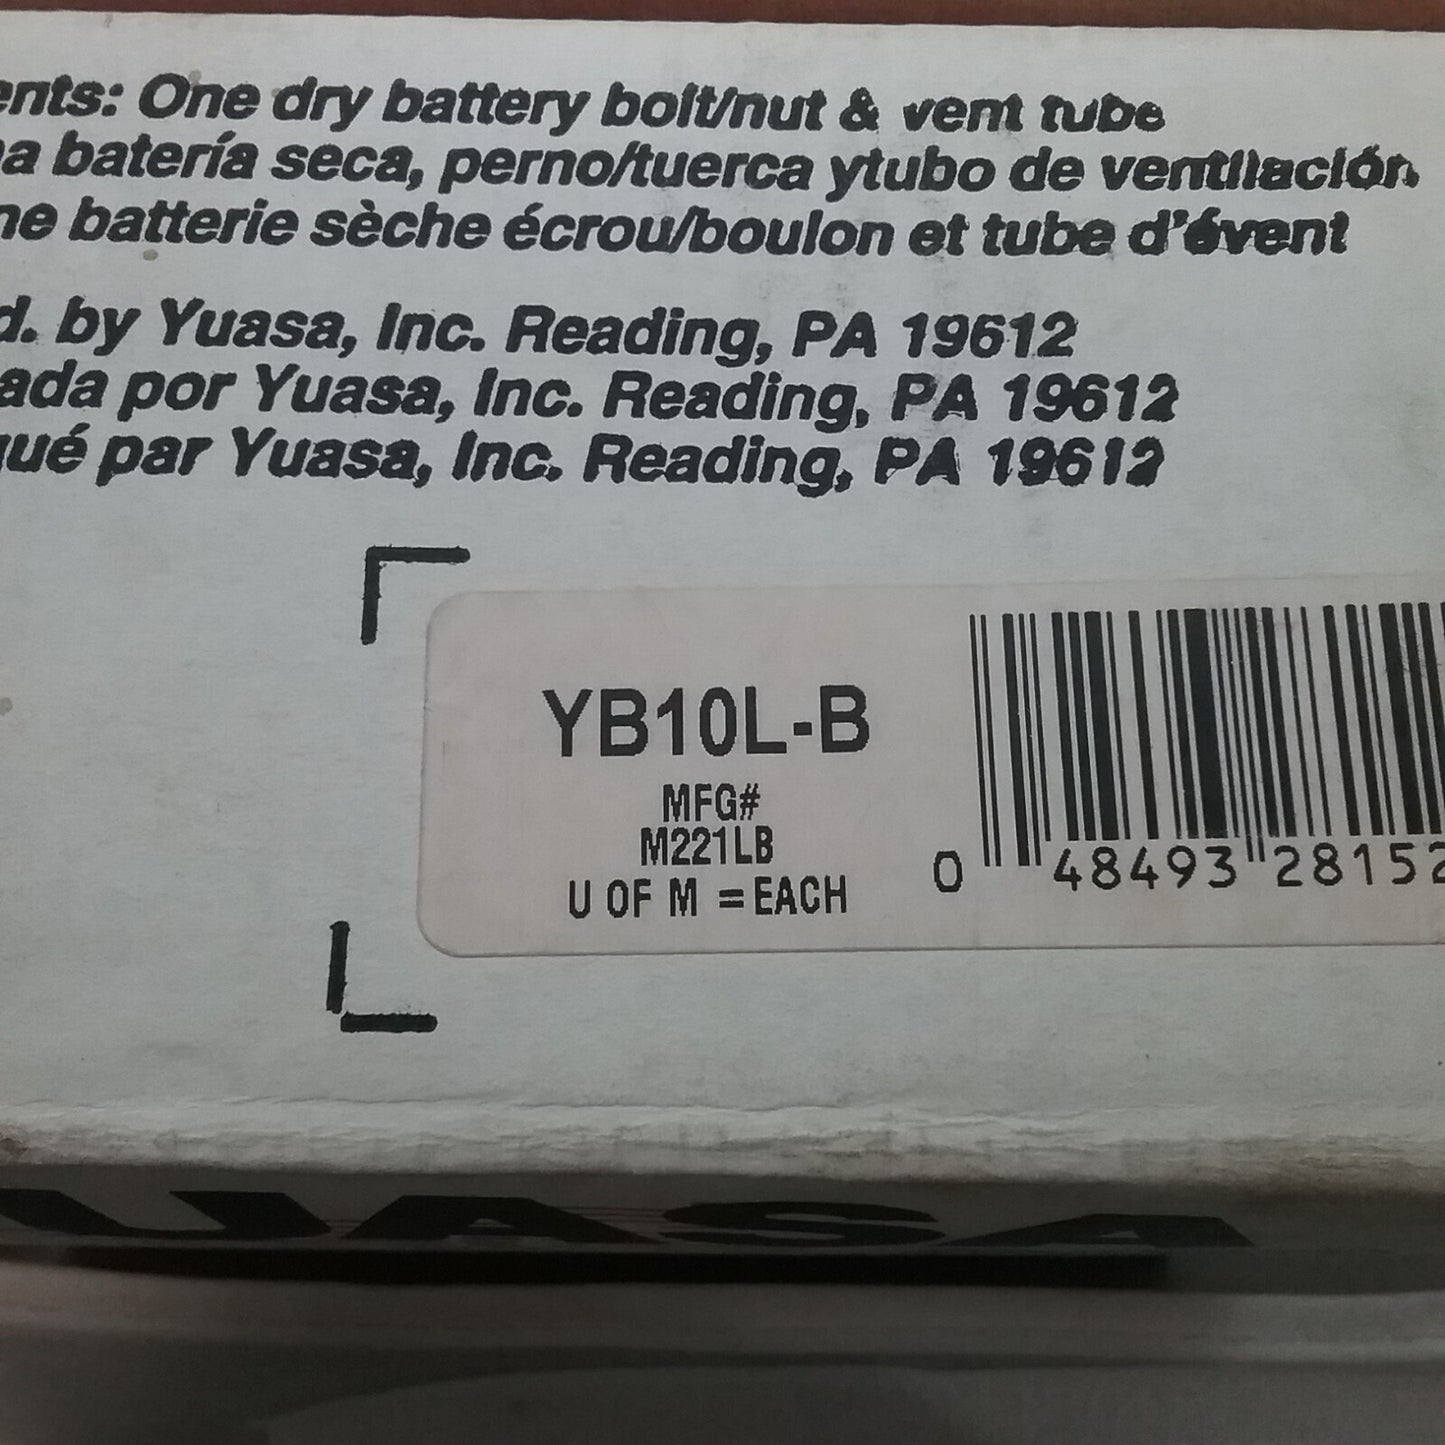 ents: One dry battery bolt/nut & vent tube
a batería seca, perno/tuerca ytubo de ventilación
ne batterie sèche écrou/boulon et tube d'évent
d. by Yuasa, Inc. Reading, PA 19612
ada por Yuasa, Inc. Reading, PA 19612
qué par Yuasa, Inc. Reading, PA 19612
YB10L-B
MFG#
M221LB
U OF M =EACH
0 48493 28152
UASA